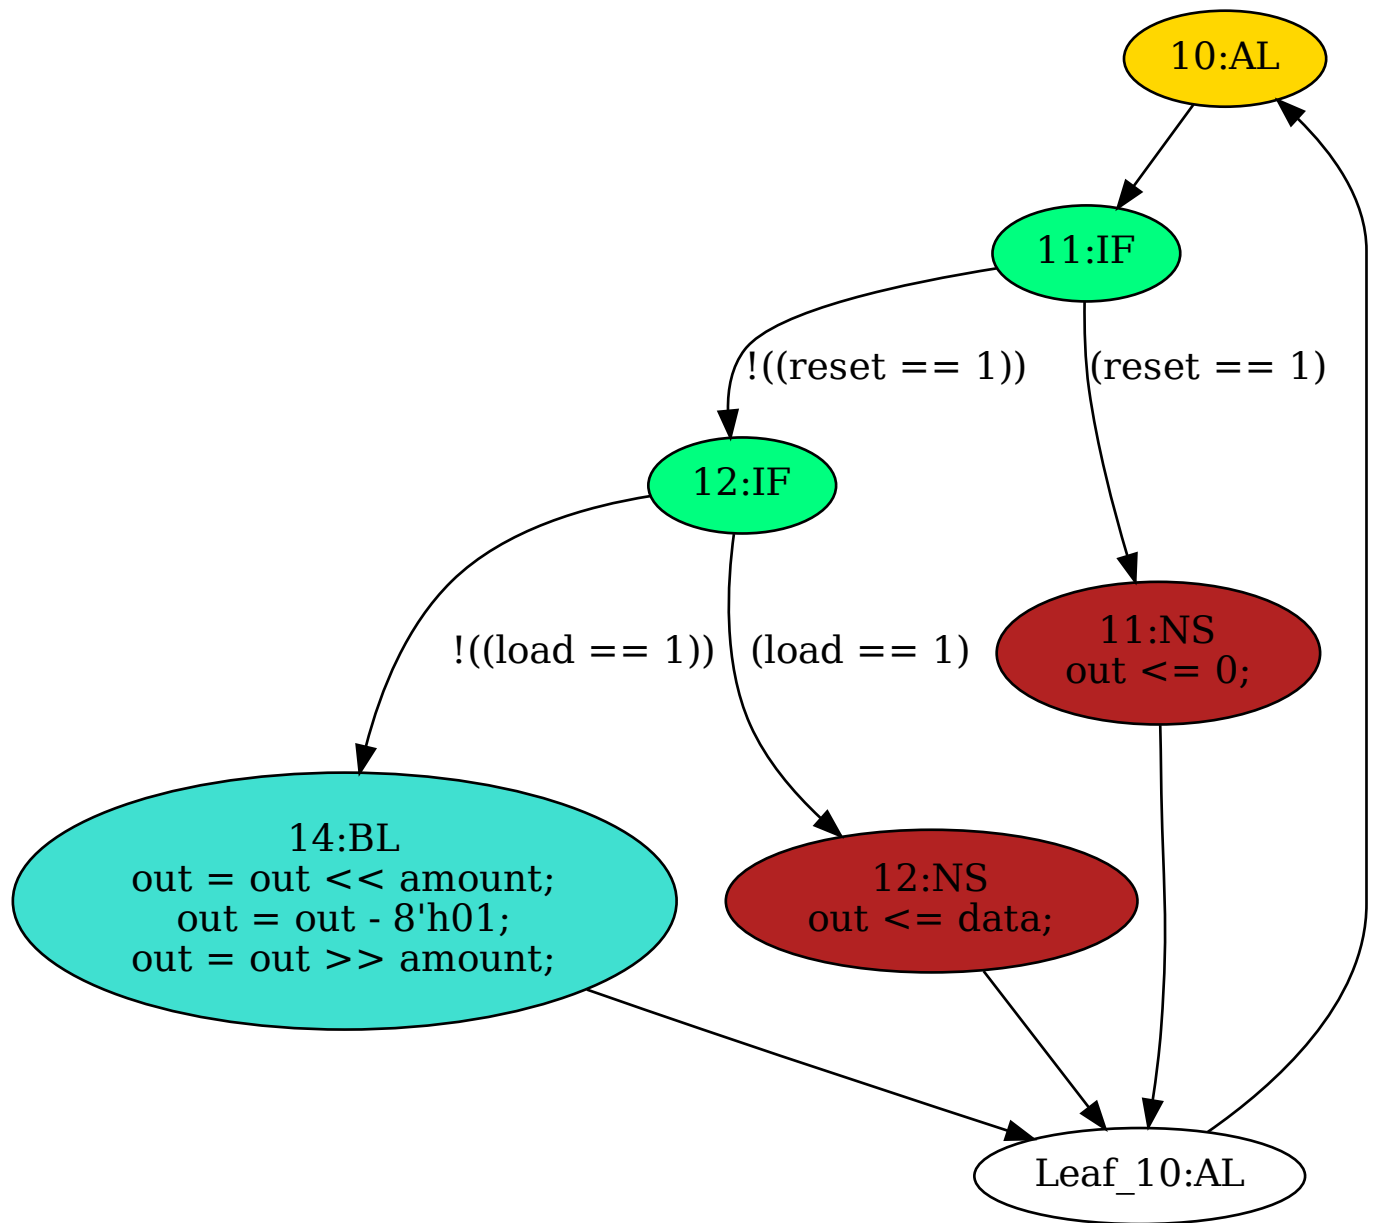 10:AL
11:IF
!((reset == 1))
(reset == 1)
12:IF
!((load == 1))
(load == 1)
11:NS
out <= 0;
14:BL
out = out << amount;
out = out - 8'h01;
out = out >> amount;
12:NS
out <= data;
Leaf_10:AL